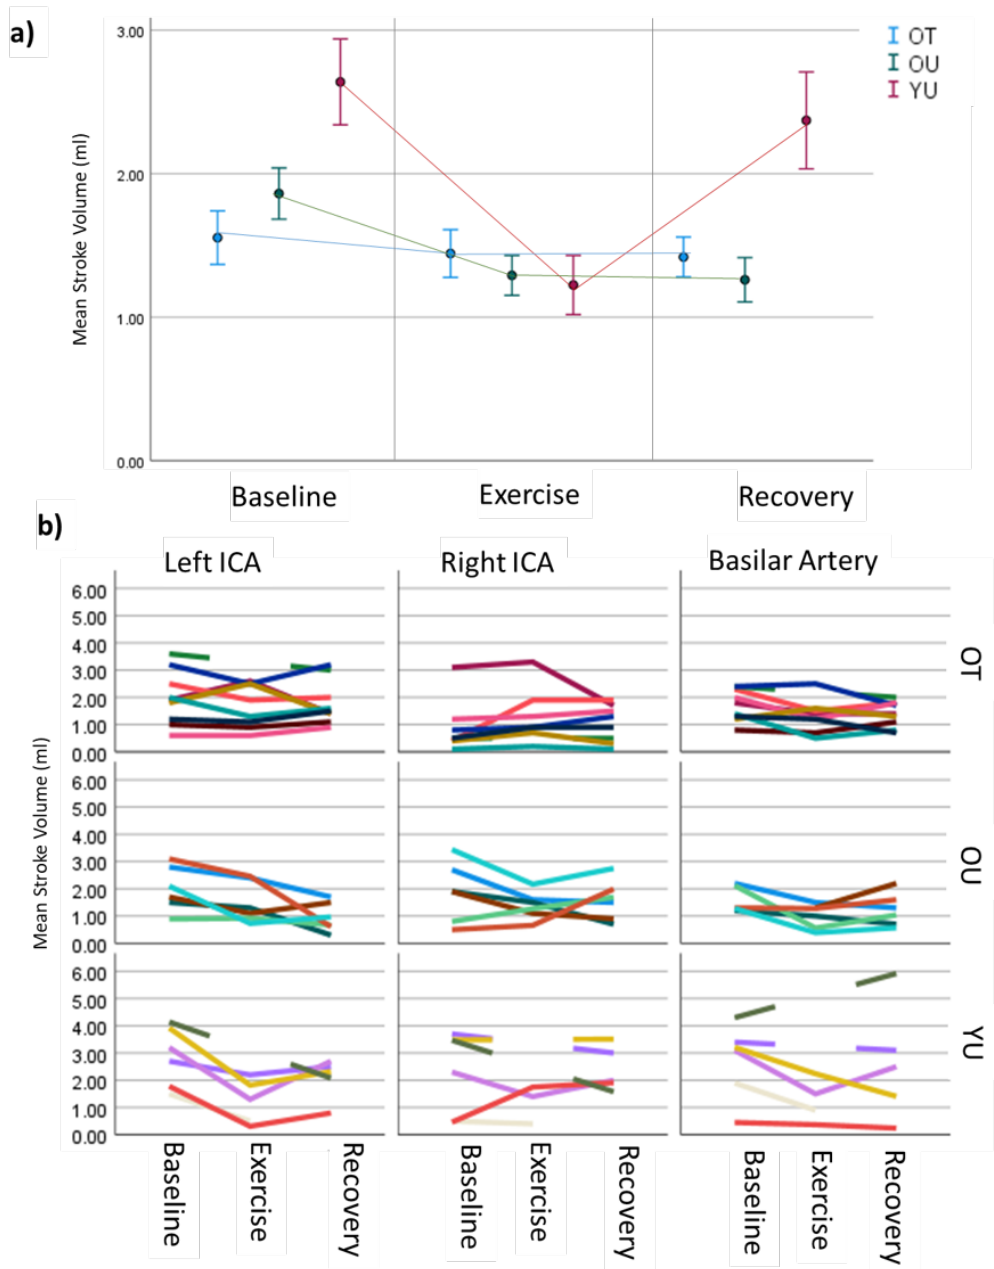 a)
3.00
2.00
1.00
0.00
Mean Stroke Volume (ml)
OT
OU
YU
Baseline
Exercise
Recovery
b)
Left ICA
Right ICA
Basilar Artery
Mean Stroke Volume (ml)
6.00
5.00
4.00
3.00
2.00
1.00
0.00
OT
6.00
5.00
4.00
3.00
2.00
1.00
0.00
OU
6.00
5.00
4.00
3.00
2.00
1.00
0.00
YU
Baseline
Exercise
Recovery
Baseline
Exercise
Recovery
Baseline
Exercise
Recovery